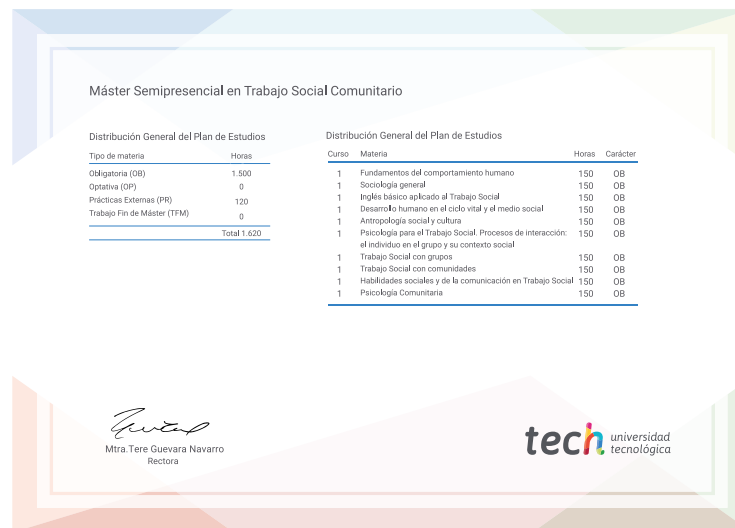 Máster Semipresencial en Trabajo Social Comunitario
Distribución General del Plan de Estudios
Tipo de materia Horas
Obligatoria (OB) 1.500
Optativa (OP) 0
Prácticas Externas (PR) 120
Trabajo Fin de Máster (TFM) 0
Total 1.620
Distribución General del Plan de Estudios
Curso Materia Horas Carácter
1 Fundamentos del comportamiento humano 150 OB
1 Sociología general 150 OB
1 Inglés básico aplicado al Trabajo Social 150 OB
1 Desarrollo humano en el ciclo vital y el medio social 150 OB
1 Antropología social y cultura 150 OB
1 Psicología para el Trabajo Social. Procesos de interacción: 150 OB
el individuo en el grupo y su contexto social
1 Trabajo Social con grupos 150 OB
1 Trabajo Social con comunidades 150 OB
1 Habilidades sociales y de la comunicación en Trabajo Social 150 OB
1 Psicología Comunitaria 150 OB
Mtra.Tere Guevara Navarro
Rectora
tech universidad
tecnológica